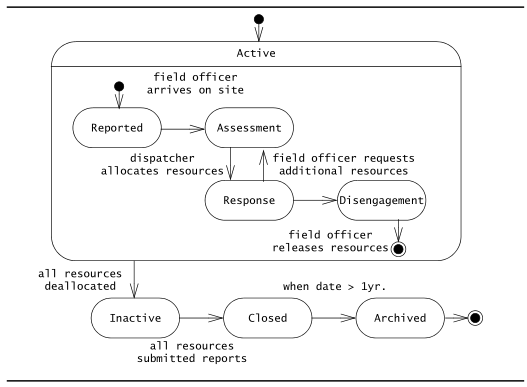 Active
field officer
arrives on site
Reported
Assessment
dispatcher
allocates resources
field officer requests
additional resources
Response
Disengagement
field officer
releases resources
all resources
deallocated
when date > 1yr.
Inactive
Closed
Archived
all resources
submitted reports